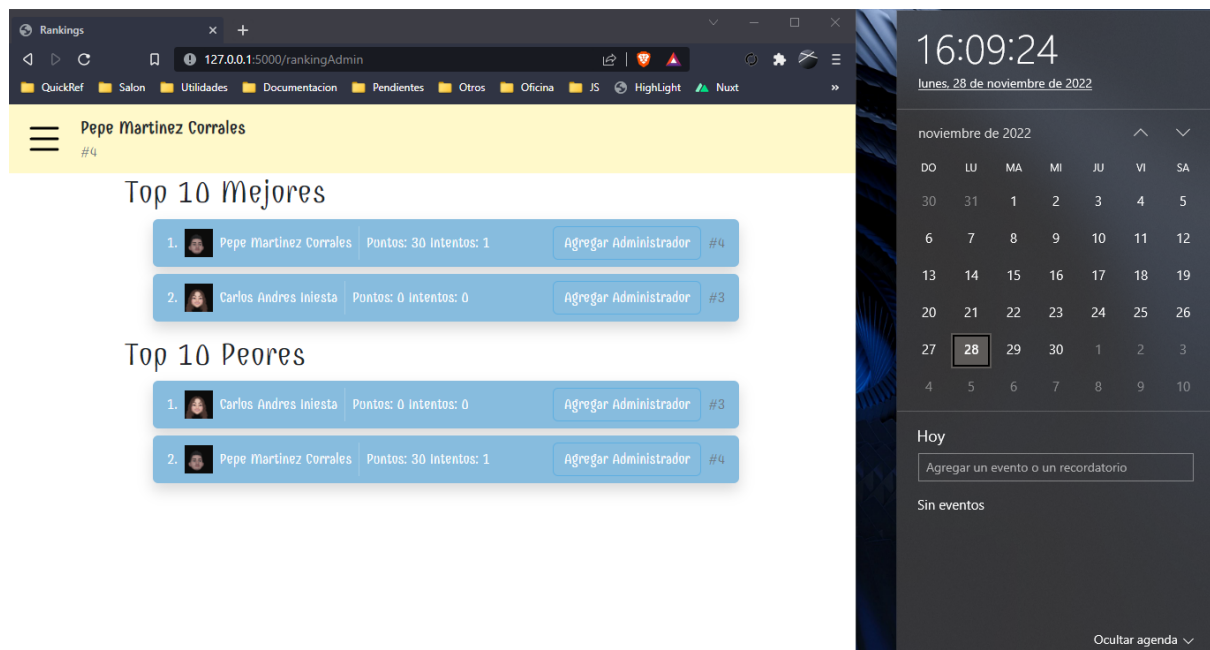 Rankings
127.0.0.1:5000/rankingAdmin
QuickRef Salon Utilidades Documentacion Pendientes Otros Oficina JS HighLight Nuxt »
Pepe Martinez Corrales
#4
Top 10 Mejores
1. Pepe Martinez Corrales Pontos: 30 Intentos: 1 Agregar Administrador #4
2. Carlos Andres Iniesta Pontos: 0 Intentos: 0 Agregar Administrador #3
Top 10 Peores
1. Carlos Andres Iniesta Pontos: 0 Intentos: 0 Agregar Administrador #3
2. Pepe Martinez Corrales Pontos: 30 Intentos: 1 Agregar Administrador #4
16:09:24
lunes, 28 de noviembre de 2022
noviembre de 2022
DO LU MA MI JU VI SA
30 31 1 2 3 4 5
6 7 8 9 10 11 12
13 14 15 16 17 18 19
20 21 22 23 24 25 26
27 28 29 30 1 2 3
4 5 6 7 8 9 10
Hoy
Agregar un evento o un recordatorio
Sin eventos
Ocultar agenda